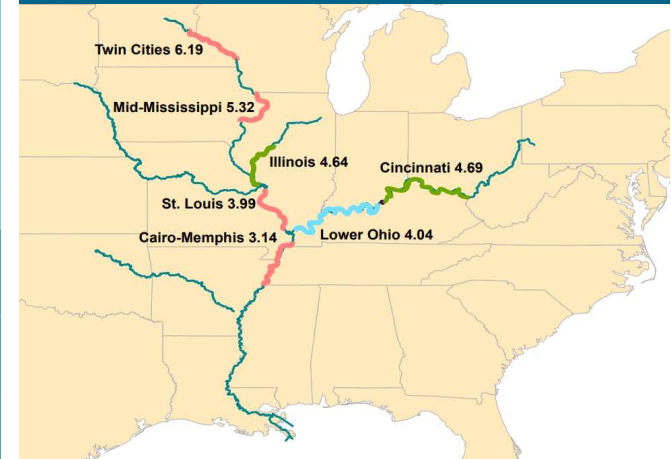 Twin Cities 6.19
Mid-Mississippi 5.32
Illinois 4.64
Cincinnati 4.69
St. Louis 3.99
Cairo-Memphis 3.14
Lower Ohio 4.04